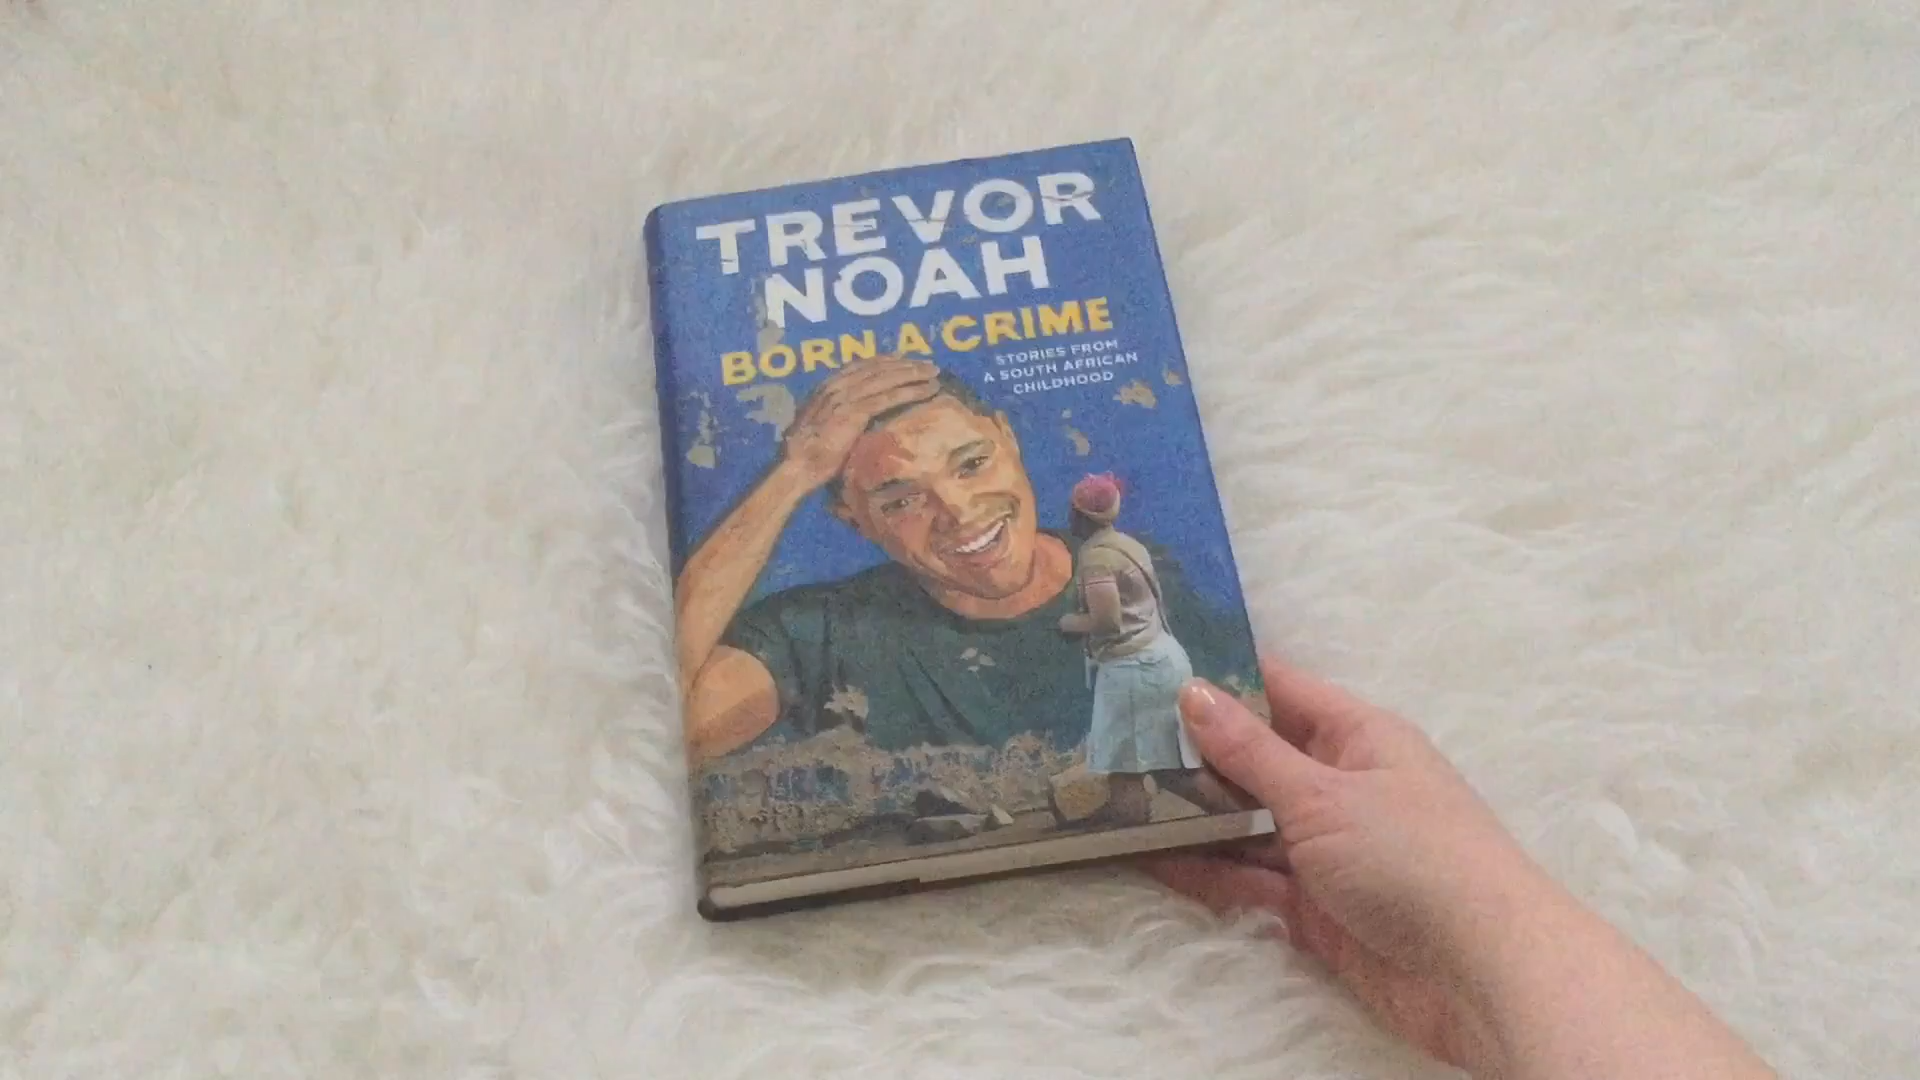 TREVOR
NOAH
BORN A CRIME
STORIES FROM
A SOUTH AFRICAN
CHILDHOOD